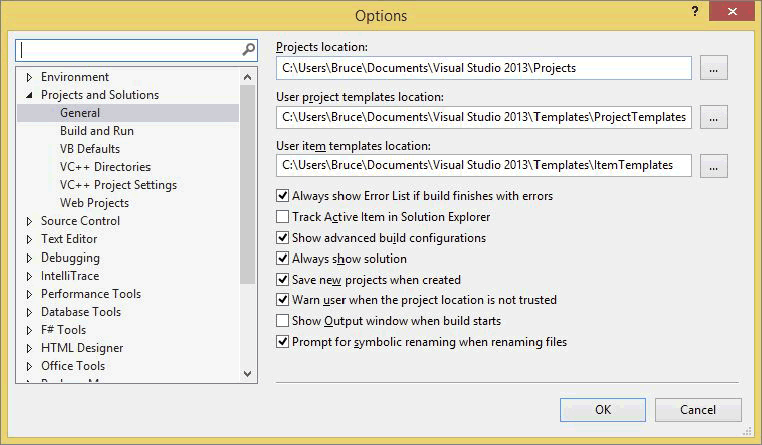 Options
?
Environment
Projects and Solutions
General
Build and Run
VB Defaults
VC++ Directories
VC++ Project Settings
Web Projects
Source Control
Text Editor
Debugging
IntelliTrace
Performance Tools
Database Tools
F# Tools
HTML Designer
Office Tools
Projects location:
C:\Users\Bruce\Documents\Visual Studio 2013\Projects
...
User project templates location:
C:\Users\Bruce\Documents\Visual Studio 2013\Templates\ProjectTemplates
...
User item templates location:
C:\Users\Bruce\Documents\Visual Studio 2013\Templates\ItemTemplates
...
Always show Error List if build finishes with errors
Track Active Item in Solution Explorer
Show advanced build configurations
Always show solution
Save new projects when created
Warn user when the project location is not trusted
Show Output window when build starts
Prompt for symbolic renaming when renaming files
OK
Cancel